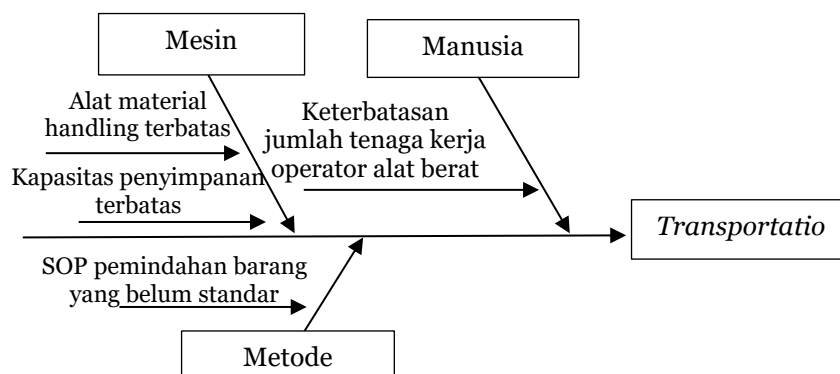 Mesin
Manusia
Alat material
handling terbatas
Keterbatasan
jumlah tenaga kerja
operator alat berat
Kapasitas penyimpanan
terbatas
Transportatio
SOP pemindahan barang
yang belum standar
Metode